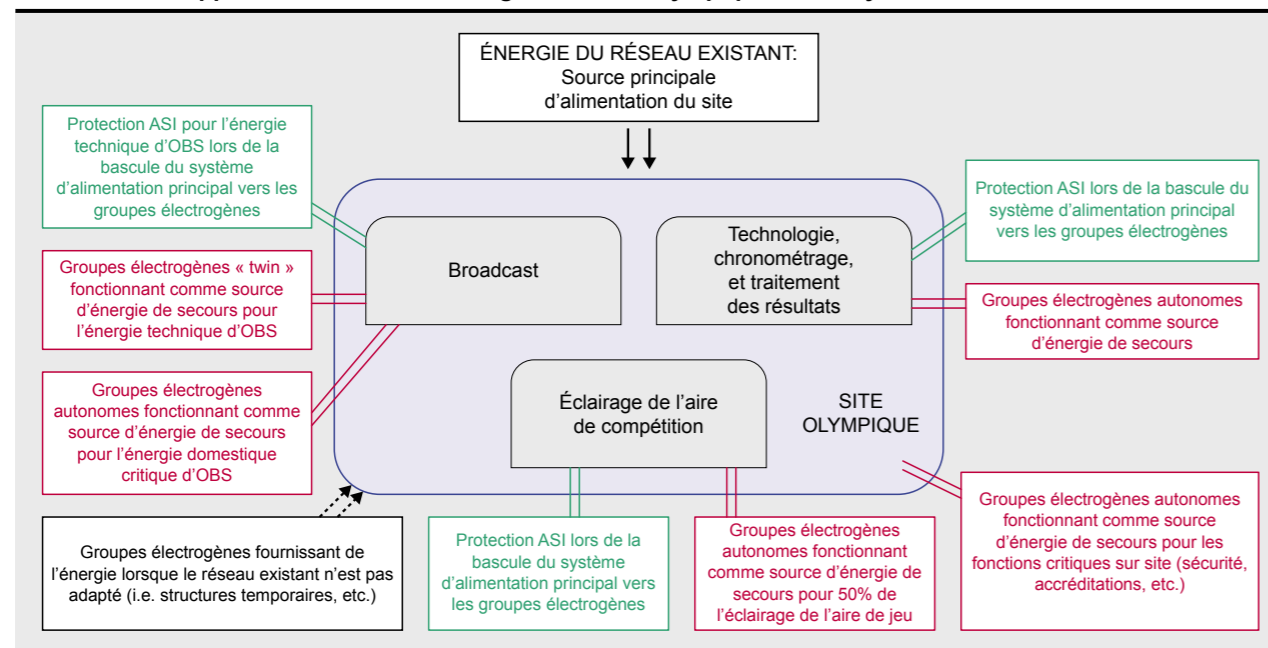 ÉNERGIE DU RÉSEAU EXISTANT:
Source principale
d'alimentation du site
Protection ASI pour l'énergie
technique d'OBS lors de la
bascule du système
d'alimentation principal vers les
groupes électrogènes
Groupes électrogènes « twin »
fonctionnant comme source
d'énergie de secours pour
l'énergie technique d'OBS
Groupes électrogènes
autonomes fonctionnant comme
source d'énergie de secours
pour l'énergie domestique
critique d'OBS
Broadcast
Technologie,
chronométrage,
et traitement
des résultats
Protection ASI lors de la bascule du
système d'alimentation principal
vers les groupes électrogènes
Groupes électrogènes autonomes
fonctionnant comme source
d'énergie de secours
Éclairage de l'aire
de compétition
SITE
OLYMPIQUE
Groupes électrogènes fournissant de
l'énergie lorsque le réseau existant n'est pas
adapté (i.e. structures temporaires, etc.)
Protection ASI lors de la
bascule du système
d'alimentation principal vers
les groupes électrogènes
Groupes électrogènes
autonomes fonctionnant
comme source d'énergie de
secours pour 50% de
l'éclairage de l'aire de jeu
Groupes électrogènes autonomes
fonctionnant comme source
d'énergie de secours pour les
fonctions critiques sur site (sécurité,
accréditations, etc.)